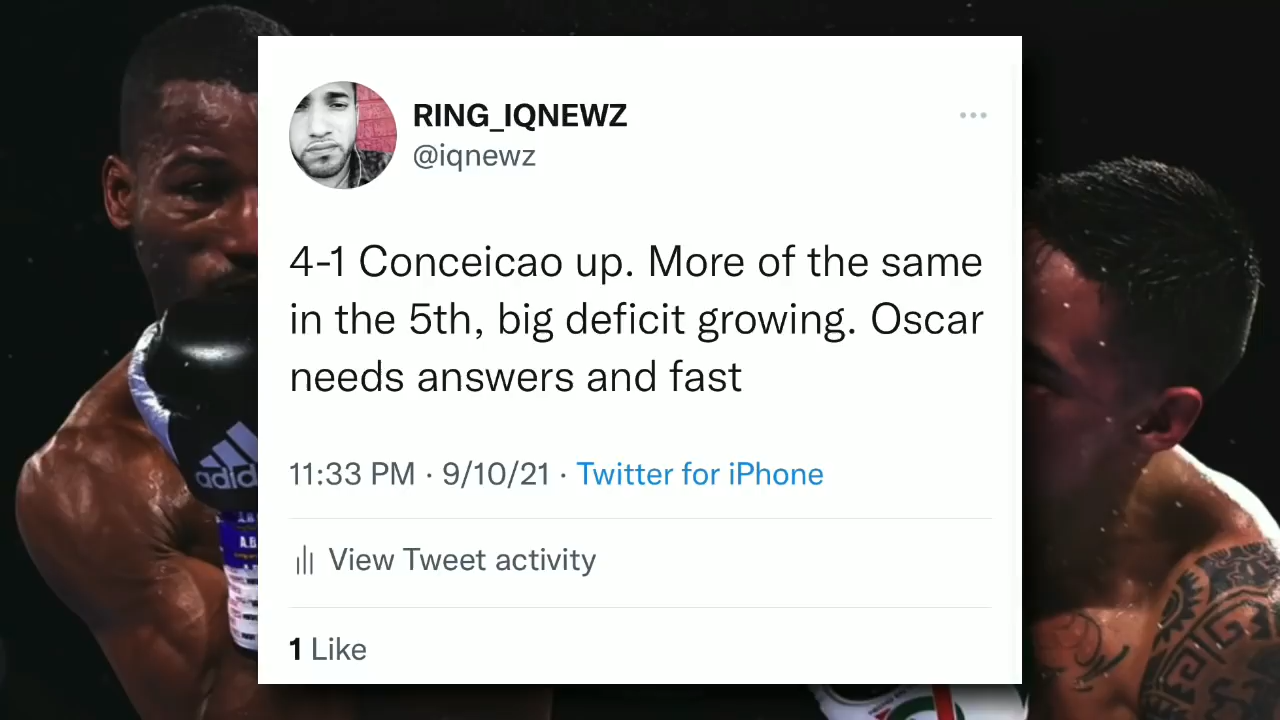 RING_IQNEWZ
@iqnewz
4-1 Conceicao up. More of the same
in the 5th, big deficit growing. Oscar
needs answers and fast
11:33 PM · 9/10/21 · Twitter for iPhone
View Tweet activity
1 Like
adid
A.B